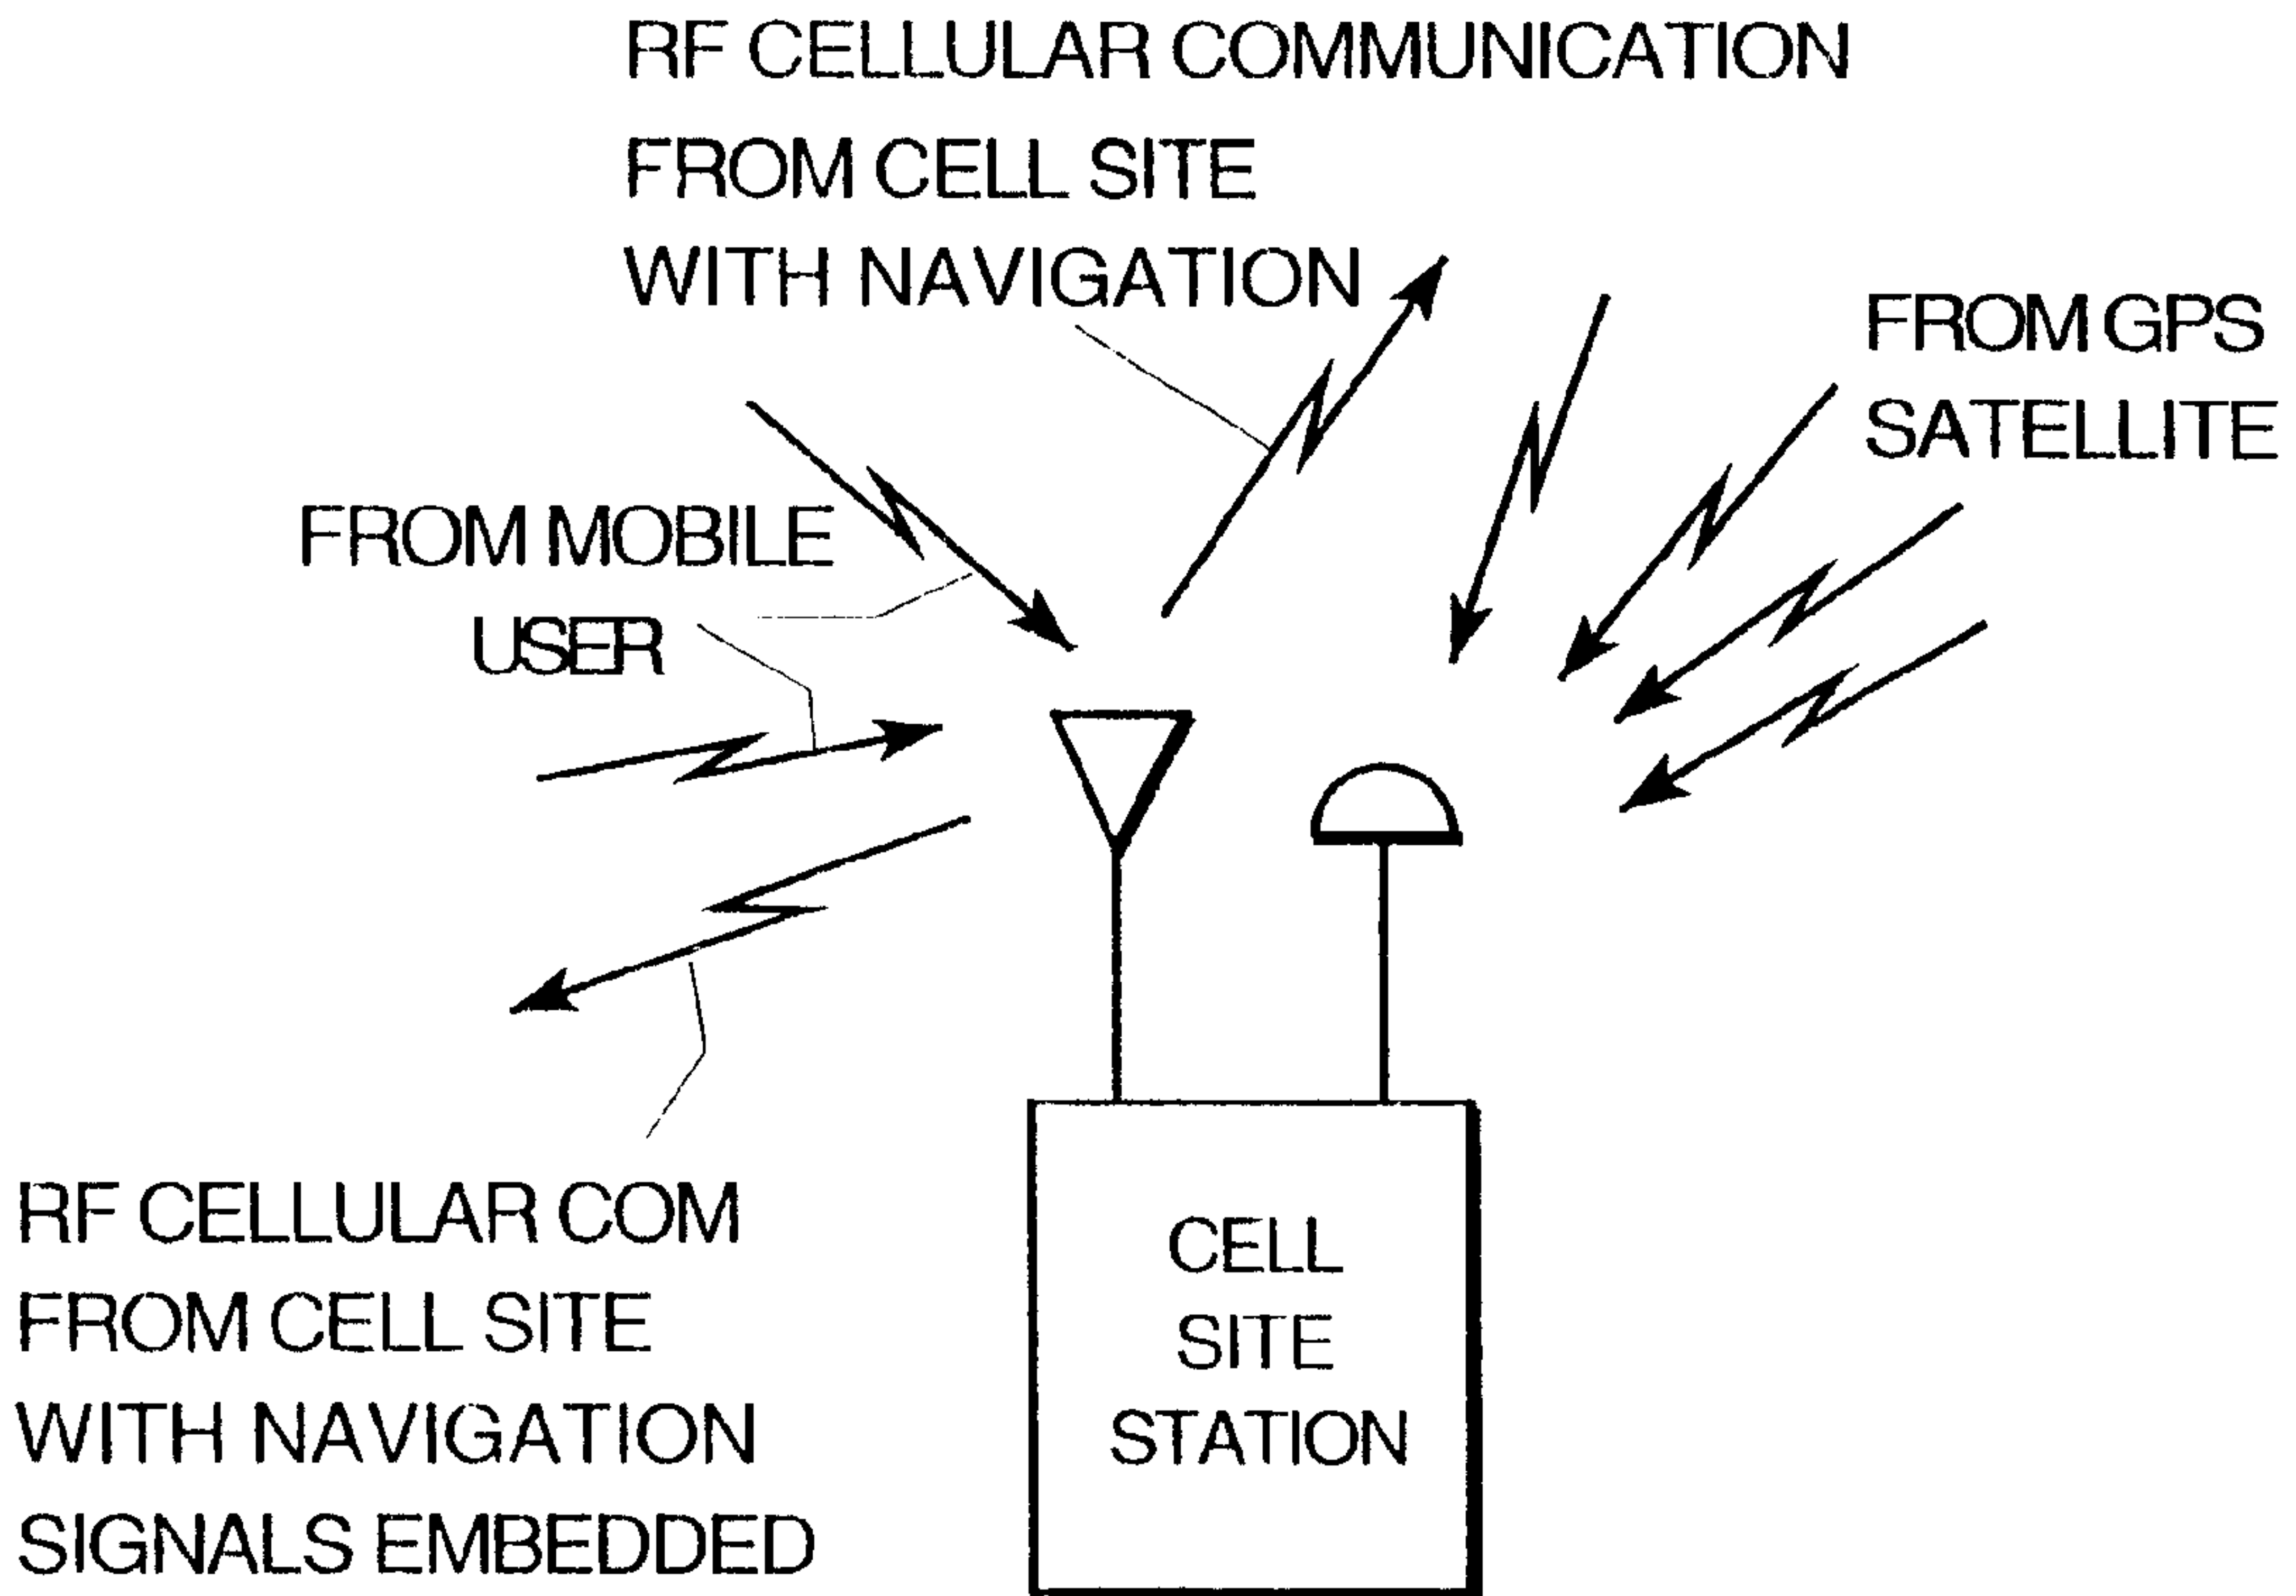 RF CELLULAR COMMUNICATION
FROM CELL SITE
WITH NAVIGATION
FROM GPS
SATELLITE
FROM MOBILE
USER
RF CELLULAR COM
FROM CELL SITE
WITH NAVIGATION
SIGNALS EMBEDDED
CELL
SITE
STATION